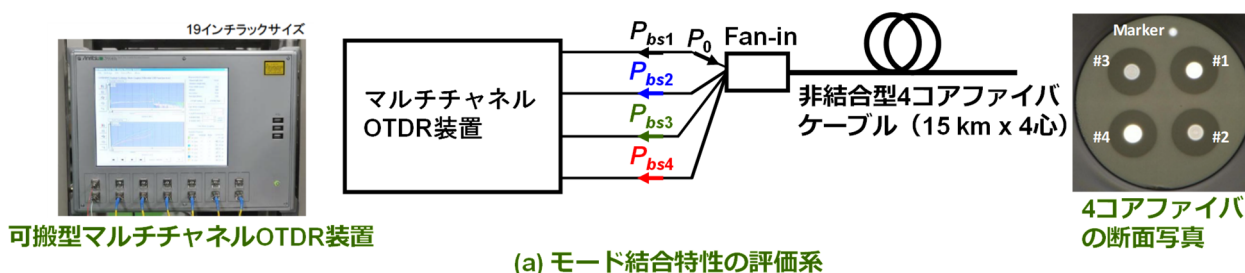 19インチラックサイズ
可搬型マルチチャネルOTDR装置
マルチチャネル
OTDR装置
Pbs1
P0
Pbs2
Pbs3
Pbs4
Fan-in
非結合型4コアファイバ
ケーブル（15 km x 4心）
Marker
#3
#1
#4
#2
4コアファイバ
の断面写真
(a) モード結合特性の評価系